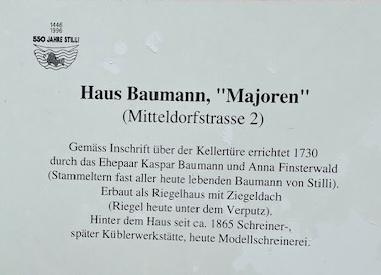 1446
1996
550 JAHRE STILLI
Haus Baumann, "Majoren"
(Mitteldorfstrasse 2)
Gemäss Inschrift über der Kellertüre errichtet 1730
durch das Ehepaar Kaspar Baumann und Anna Finsterwald
(Stammeltern fast aller heute lebenden Baumann von Stilli).
Erbaut als Riegelhaus mit Ziegeldach
(Riegel heute unter dem Verputz).
Hinter dem Haus seit ca. 1865 Schreiner-,
später Küblerwerkstätte, heute Modellschreinerei.